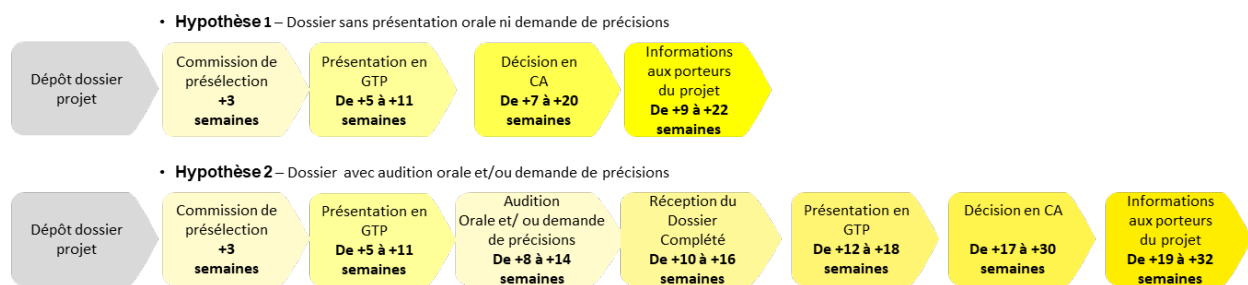 • Hypothèse 1 – Dossier sans présentation orale ni demande de précisions
Dépôt dossier
projet
Commission de
présélection
+3
semaines
Présentation en
GTP
De +5 à +11
semaines
Décision en
CA
De +7 à +20
semaines
Informations
aux porteurs
du projet
De +9 à +22
semaines
• Hypothèse 2 – Dossier avec audition orale et/ou demande de précisions
Dépôt dossier
projet
Commission de
présélection
+3
semaines
Présentation en
GTP
De +5 à +11
semaines
Audition
Orale et/ ou demande
de précisions
De +8 à +14
semaines
Réception du
Dossier
Complété
De +10 à +16
semaines
Présentation en
GTP
De +12 à +18
semaines
Décision en CA
De +17 à +30
semaines
Informations
aux porteurs
du projet
De +19 à +32
semaines